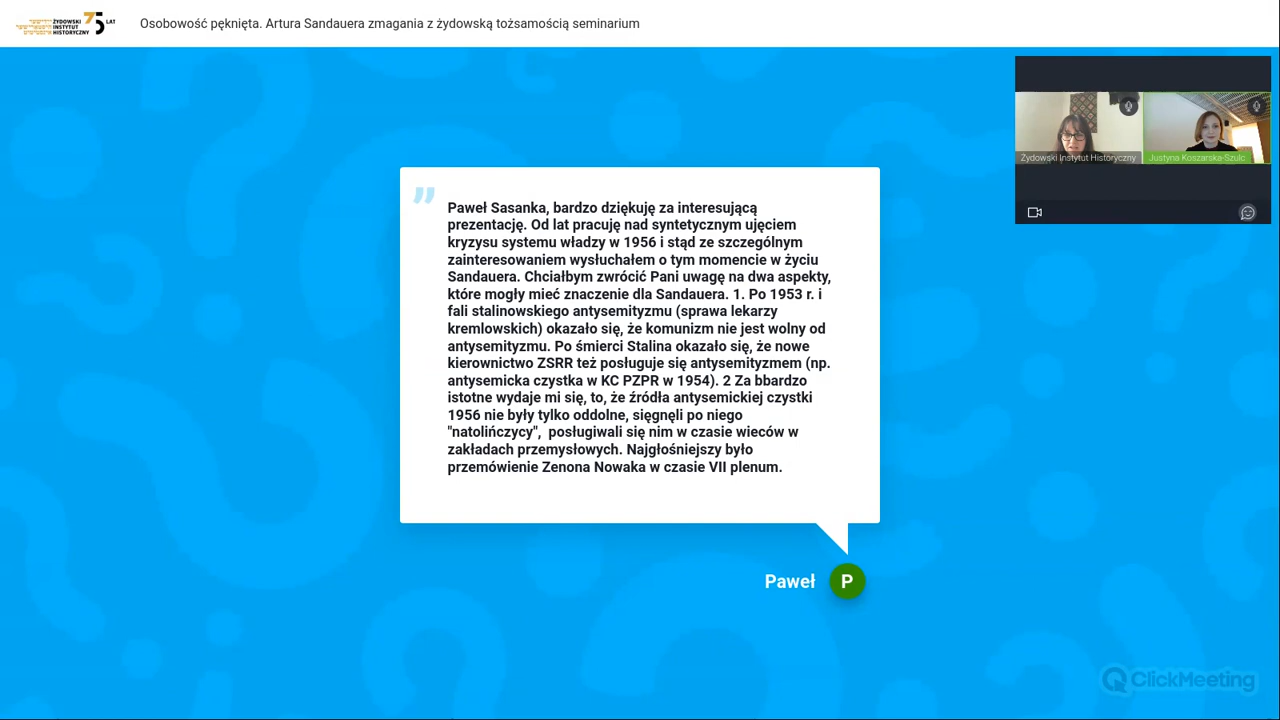 ŻYDOWSKI
INSTYTUT
HISTORYCZNY
75 LAT
Osobowość pęknięta. Artura Sandauera zmagania z żydowską tożsamością seminarium
Żydowski Instytut Historyczny
Justyna Koszarska-Szulc
Paweł Sasanka, bardzo dziękuję za interesującą
prezentację. Od lat pracuję nad syntetycznym ujęciem
kryzysu systemu władzy w 1956 i stąd ze szczególnym
zainteresowaniem wysłuchałem o tym momencie w życiu
Sandauera. Chciałbym zwrócić Pani uwagę na dwa aspekty,
które mogły mieć znaczenie dla Sandauera. 1. Po 1953 r. i
fali stalinowskiego antysemityzmu (sprawa lekarzy
kremlowskich) okazało się, że komunizm nie jest wolny od
antysemityzmu. Po śmierci Stalina okazało się, że nowe
kierownictwo ZSRR też posługuje się antysemityzmem (np.
antysemicka czystka w KC PZPR w 1954). 2 Za bbardzo
istotne wydaje mi się, to, że źródła antysemickiej czystki
1956 nie były tylko oddolne, sięgnęli po niego
"natolińczycy",  posługiwali się nim w czasie wieców w
zakładach przemysłowych. Najgłośniejszy było
przemówienie Zenona Nowaka w czasie VII plenum.
Paweł
P
ClickMeeting